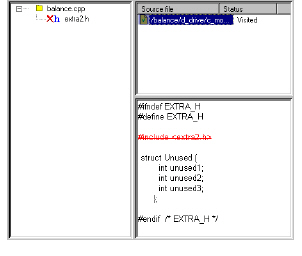 balance.cpp
extra2.h
Source file Status
/balance/d_drive/c_mo... Visited
#ifndef EXTRA_H
#define EXTRA_H
#include <extra2.h>
struct Unused {
int unused1;
int unused2;
int unused3;
};
#endif /* EXTRA_H */